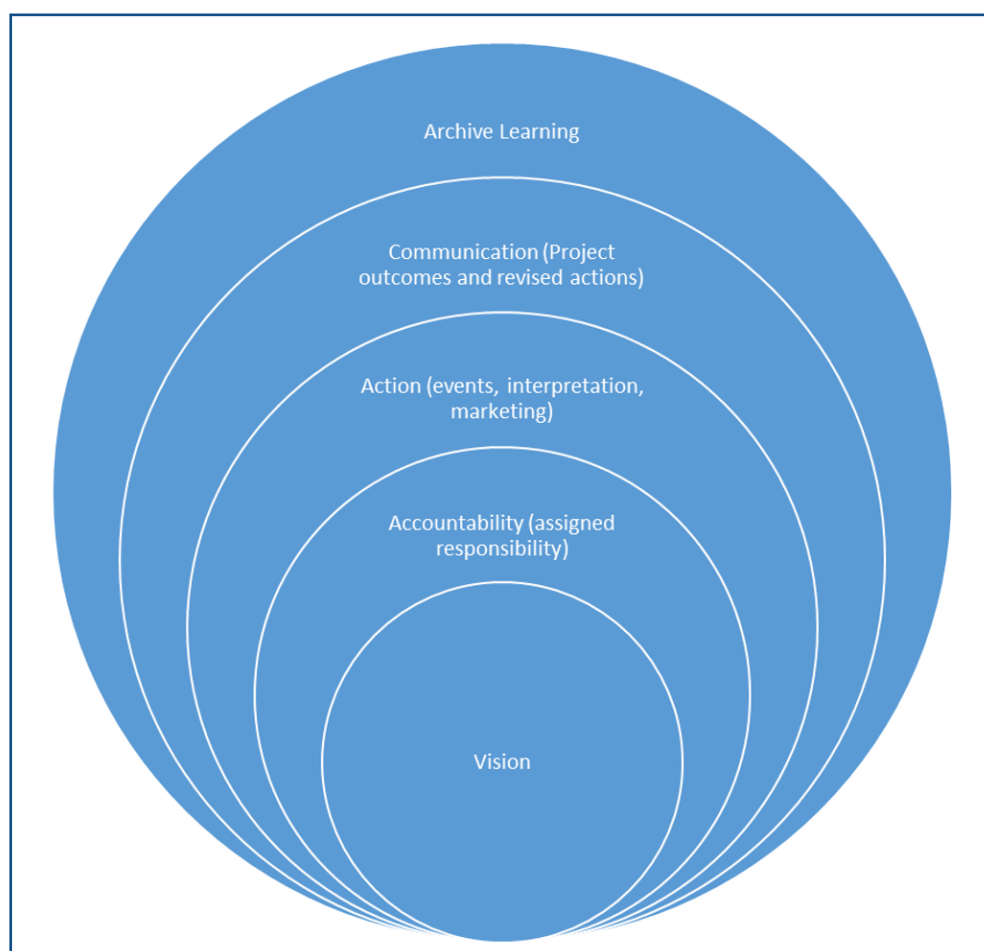 Archive Learning
Communication (Project
outcomes and revised actions)
Action (events, interpretation,
marketing)
Accountability (assigned
responsibility)
Vision